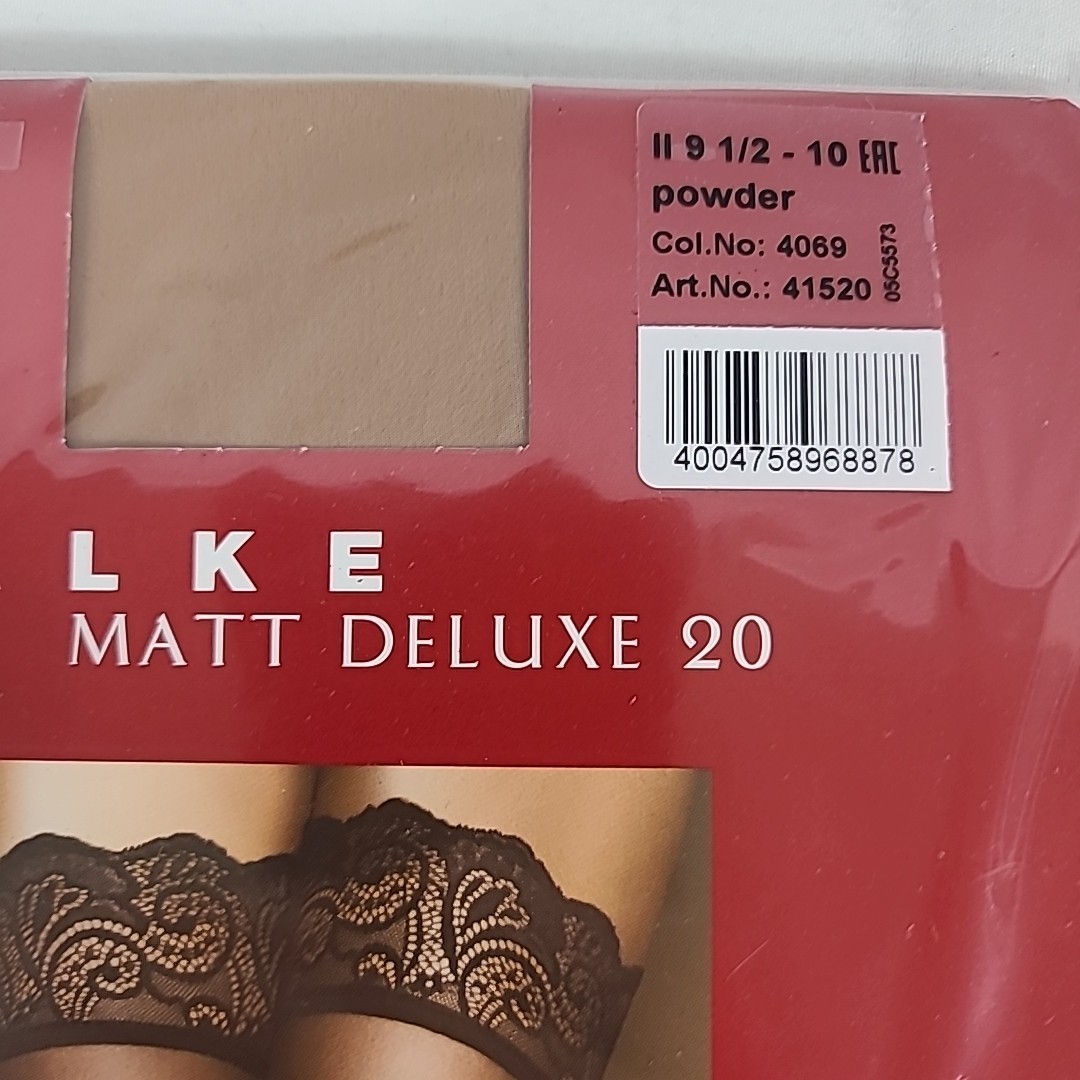 II 9 1/2 - 10 EAC
powder
Col.No: 4069
Art.No.: 41520
05C5573
4004758968878
LKE
MATT DELUXE 20